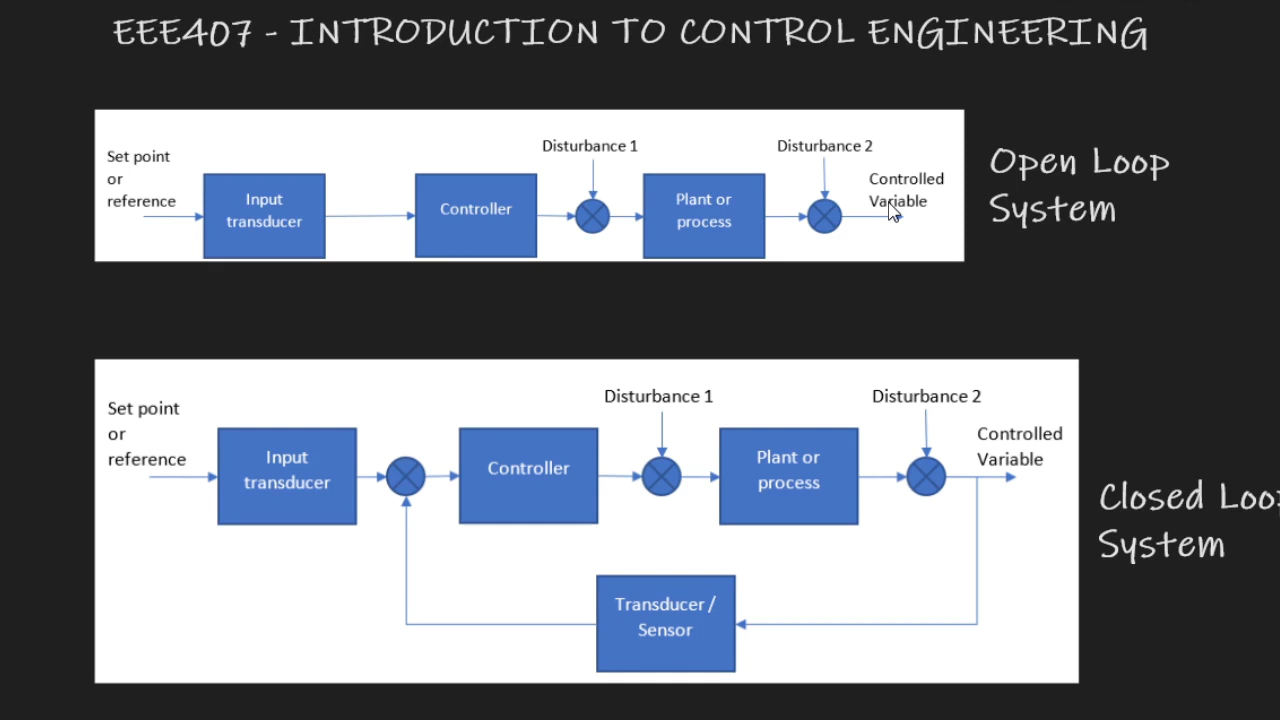 EEE407 - INTRODUCTION TO CONTROL ENGINEERING
Set point
or
reference
Input
transducer
Controller
Disturbance 1
Plant or
process
Disturbance 2
Controlled
Variable
Open Loop
System
Set point
or
reference
Input
transducer
Controller
Disturbance 1
Plant or
process
Disturbance 2
Controlled
Variable
Transducer /
Sensor
Closed Loop
System